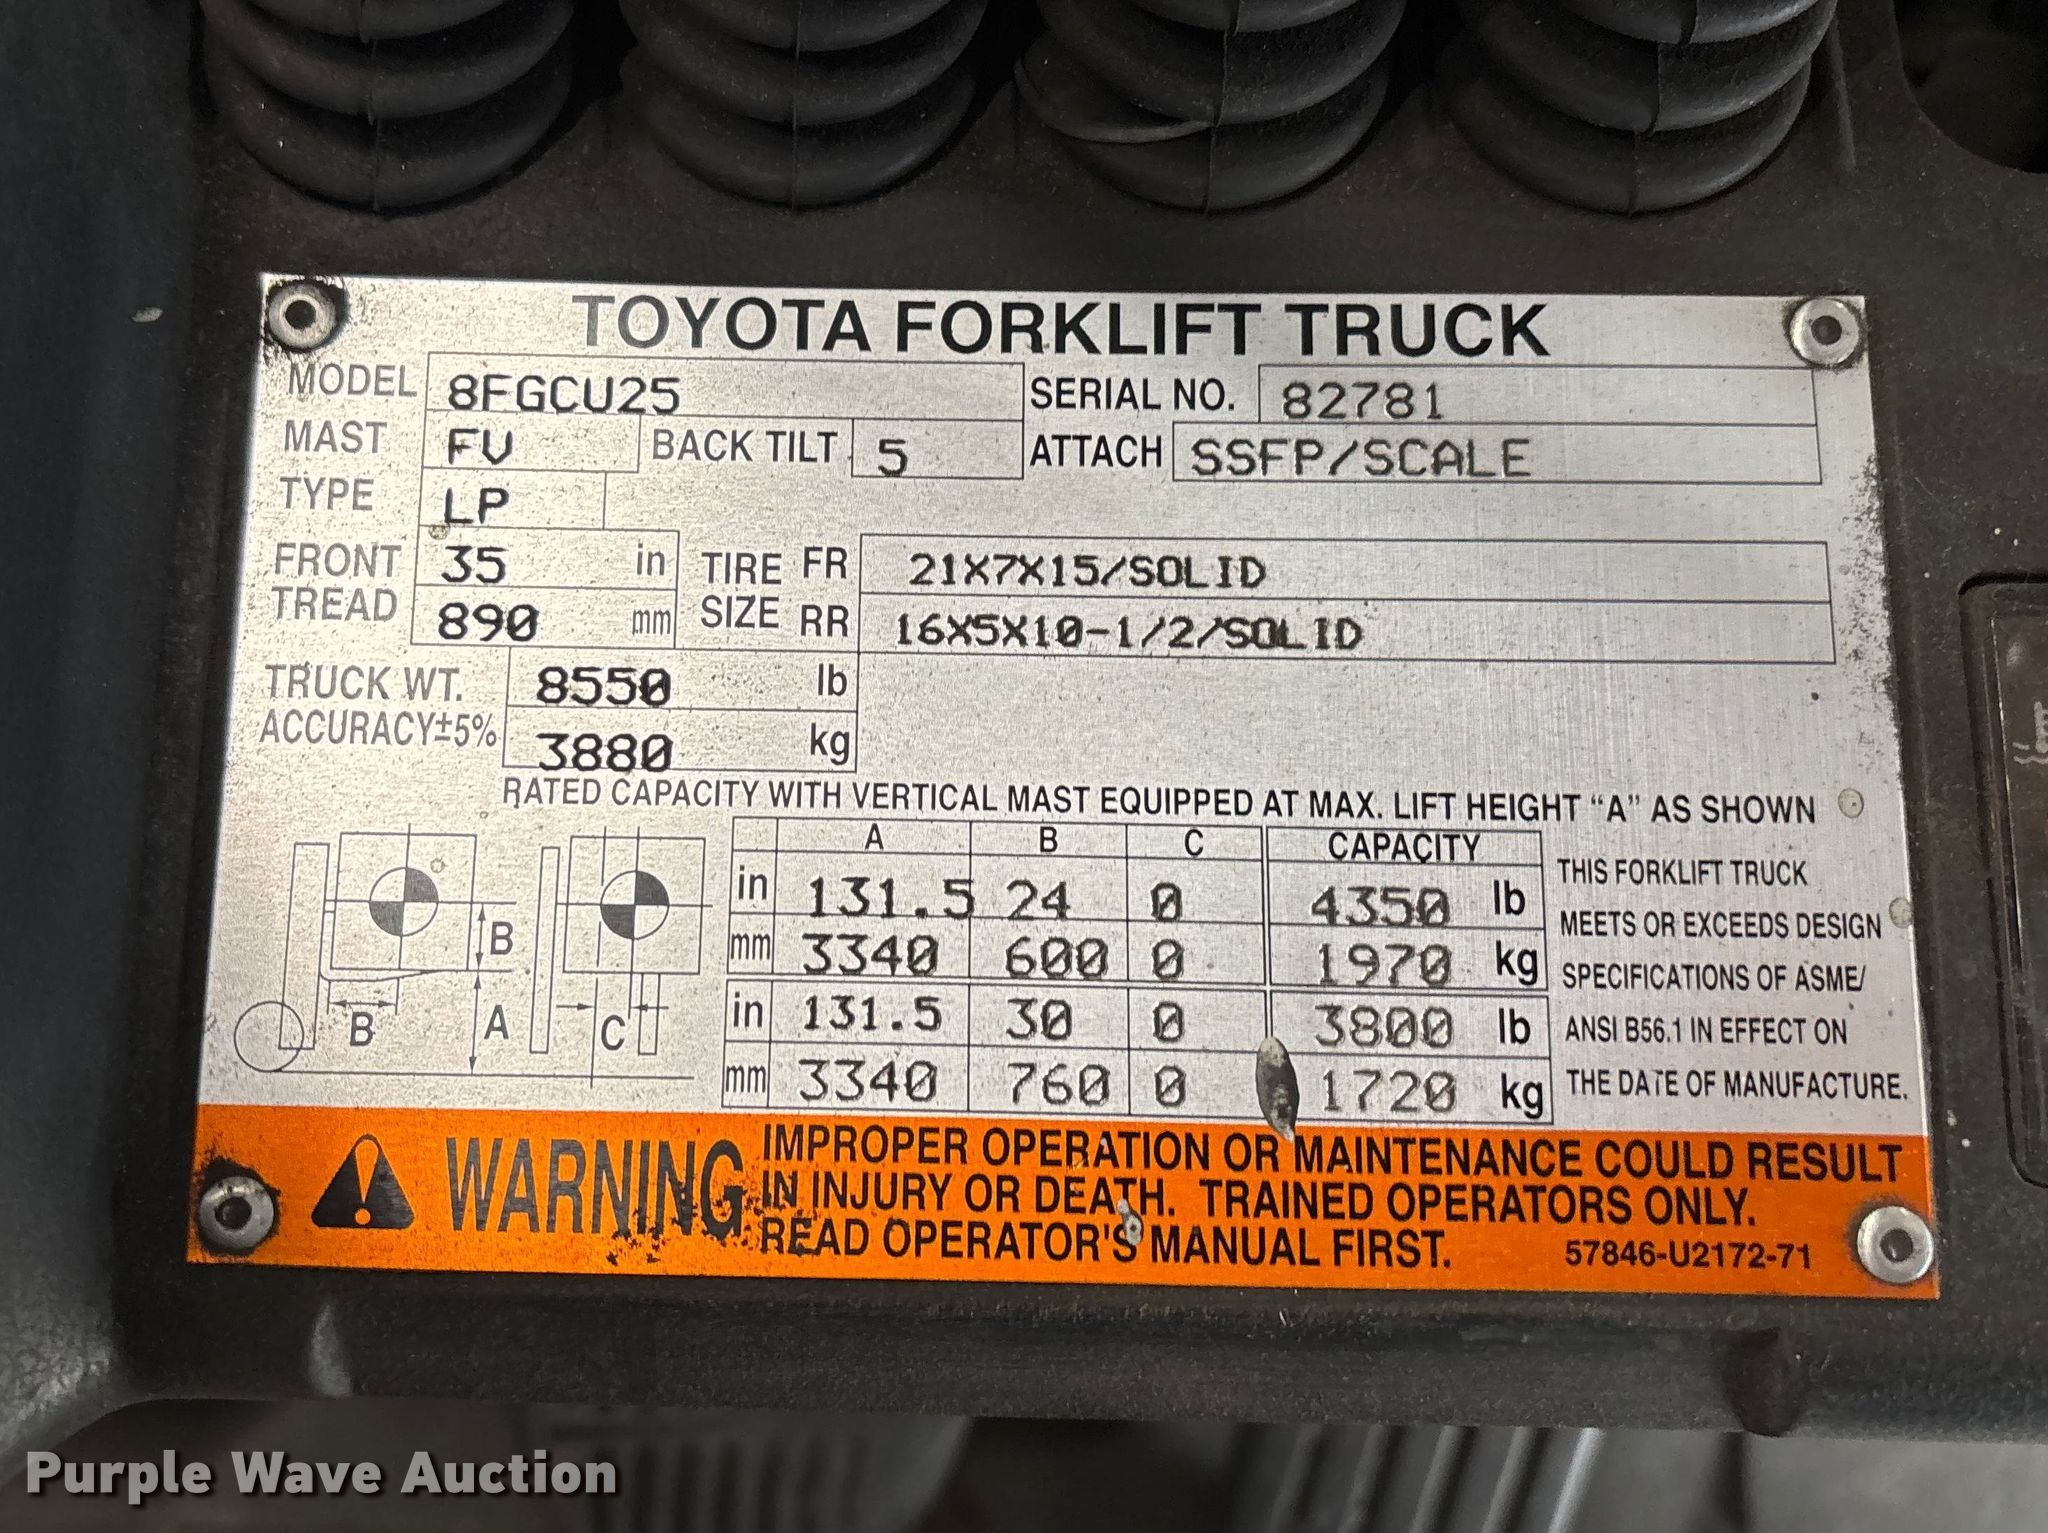 TOYOTA FORKLIFT TRUCK
MODEL 8FGCU25 SERIAL NO. 82781
MAST FV BACK TILT 5 ATTACH SSFP/SCALE
TYPE LP
FRONT TREAD 35 in TIRE SIZE FR 21X7X15/SOLID
890 mm RR 16X5X10-1/2/SOLID
TRUCK WT. 8550 lb
ACCURACY±5% 3880 kg
RATED CAPACITY WITH VERTICAL MAST EQUIPPED AT MAX. LIFT HEIGHT "A" AS SHOWN
A B C CAPACITY
in 131.5 24 0 4350 lb
mm 3340 600 0 1970 kg
in 131.5 30 0 3800 lb
mm 3340 760 0 1720 kg
B
B
A
C
THIS FORKLIFT TRUCK
MEETS OR EXCEEDS DESIGN
SPECIFICATIONS OF ASME/
ANSI B56.1 IN EFFECT ON
THE DATE OF MANUFACTURE.
WARNING
IMPROPER OPERATION OR MAINTENANCE COULD RESULT
IN INJURY OR DEATH. TRAINED OPERATORS ONLY.
READ OPERATOR'S MANUAL FIRST.
57846-U2172-71
Purple Wave Auction